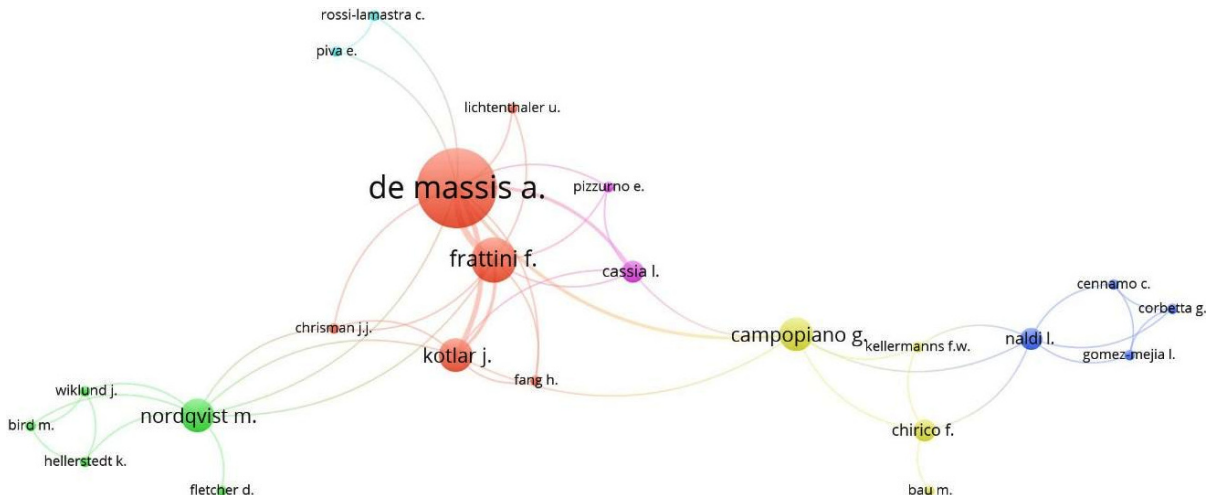 rossi-lamastra c.
piva e.
lichtenthaler u.
de massis a.
pizzurno e.
frattini f.
cassia l.
cennamo c.
corbetta g.
chrisman j.j.
campopiano g.
kellermanns f.w.
naldi l.
kotlar j.
gomez-mejia l.
fang h.
wiklund j.
nordqvist m.
bird m.
chirico f.
hellerstedt k.
fletcher d.
bau m.